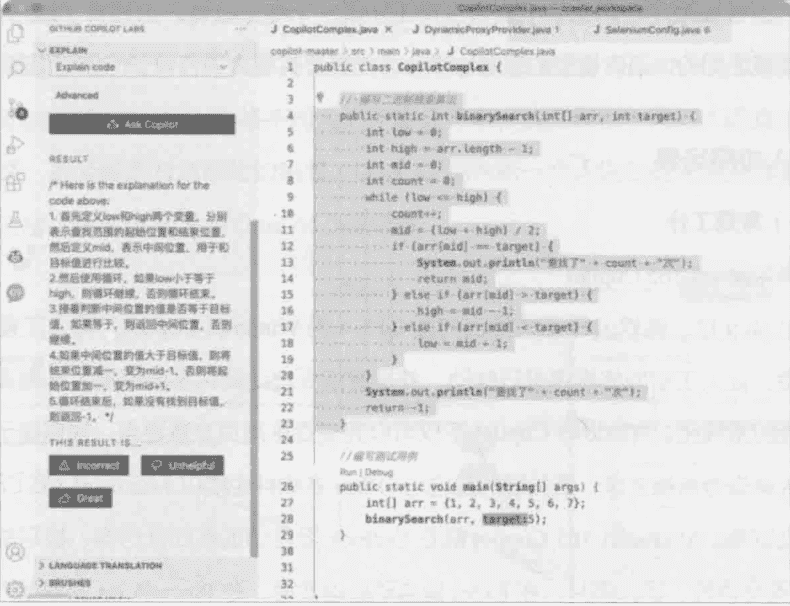 CopilotComplex.java — crawler_workspace
GITHUB COPILOT LABS
EXPLAIN
Explain code
Advanced
Ask Copilot
RESULT
/* Here is the explanation for the
code above:
1. 首先定义low和high两个变量，分别
表示查找范围的起始位置和结束位置，
然后定义mid，表示中间位置，用于和
目标值进行比较。
2.然后使用循环，如果low小于等于
high，则循环继续，否则循环结束。
3.接着判断中间位置的值是否等于目标
值，如果等于，则返回中间位置，否则
继续。
4.如果中间位置的值大于目标值，则将
结束位置减一，变为mid-1，否则将起
始位置加一，变为mid+1。
5.循环结束后，如果没有找到目标值，
则返回-1。 */
THIS RESULT IS...
Incorrect
Unhelpful
Great
LANGUAGE TRANSLATION
BRUSHES
J CopilotComplex.java ×
J DynamicProxyProvider.java 1
J SeleniumConfig.java 6
copilot-master > src > main > java > J CopilotComplex.java
1 public class CopilotComplex {
2
3 // 编写二进制搜索算法
4 public static int binarySearch(int[] arr, int target) {
5 int low = 0;
6 int high = arr.length - 1;
7 int mid = 0;
8 int count = 0;
9 while (low <= high) {
10 count++;
11 mid = (low + high) / 2;
12 if (arr[mid] == target) {
13 System.out.println("查找了" + count + "次");
14 return mid;
15 } else if (arr[mid] > target) {
16 high = mid - 1;
17 } else if (arr[mid] < target) {
18 low = mid + 1;
19 }
20 }
21 System.out.println("查找了" + count + "次");
22 return -1;
23 }
24
25 //编写测试用例
Run | Debug
26 public static void main(String[] args) {
27 int[] arr = {1, 2, 3, 4, 5, 6, 7};
28 binarySearch(arr, target:5);
29 }
30
31
32